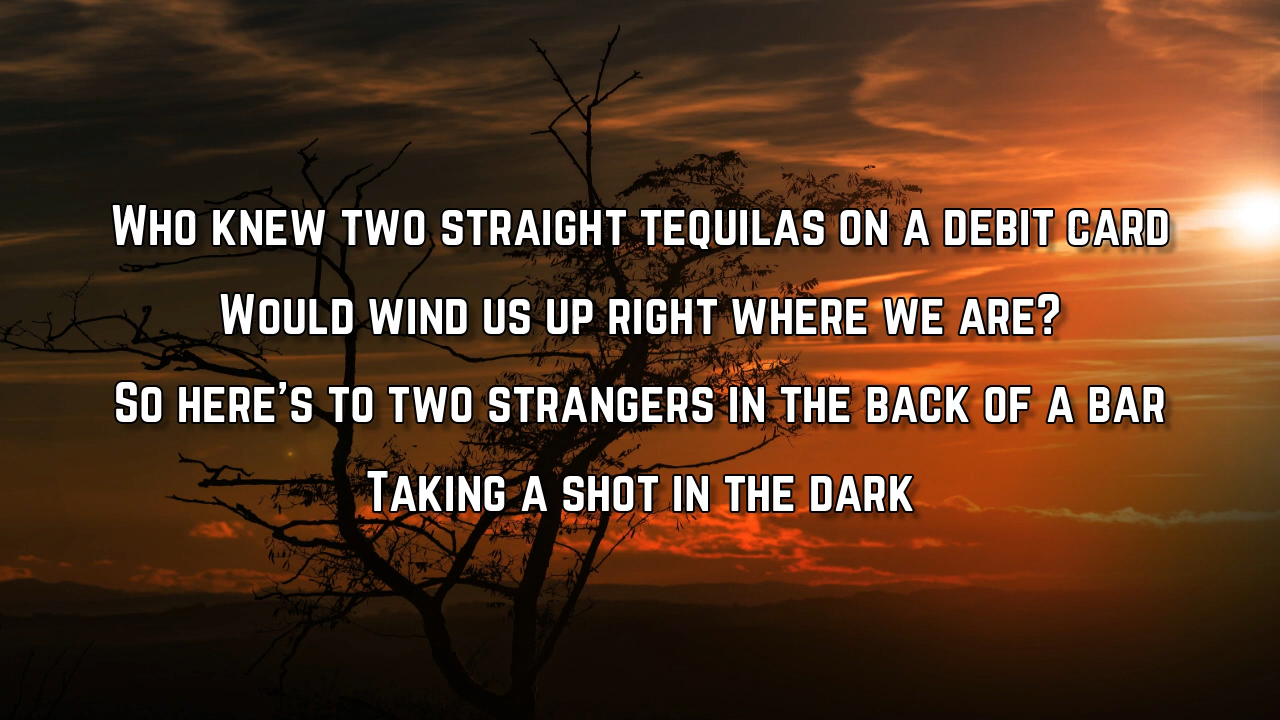 Who knew two straight tequilas on a debit card
Would wind us up right where we are?
So here's to two strangers in the back of a bar
Taking a shot in the dark